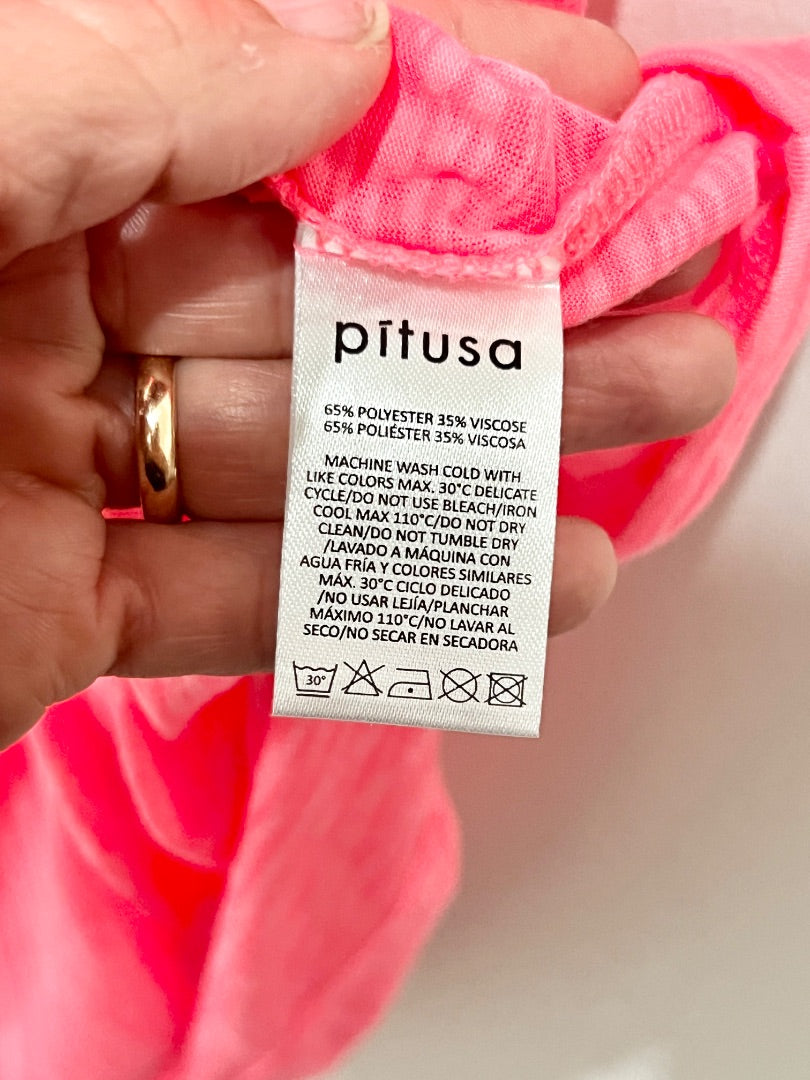 pītusa
65% POLYESTER 35% VISCOSE
65% POLIÉSTER 35% VISCOSA
MACHINE WASH COLD WITH
LIKE COLORS MAX. 30°C DELICATE
CYCLE/DO NOT USE BLEACH/IRON
COOL MAX 110°C/DO NOT DRY
CLEAN/DO NOT TUMBLE DRY
/LAVADO A MÁQUINA CON
AGUA FRÍA Y COLORES SIMILARES
MÁX. 30°C CICLO DELICADO
/NO USAR LEJÍA/PLANCHAR
MÁXIMO 110°C/NO LAVAR AL
SECO/NO SECAR EN SECADORA
30°